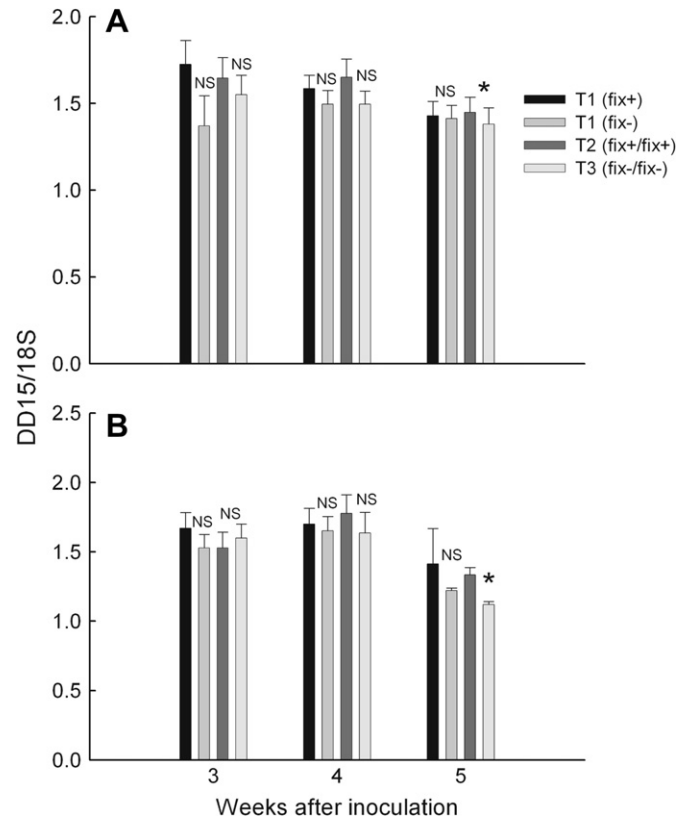 A
2.0
1.5
1.0
0.5
0.0
NS NS
NS NS
NS *
T1 (fix+)
T1 (fix-)
T2 (fix+/fix+)
T3 (fix-/fix-)
DD15/18S
B
2.5
2.0
1.5
1.0
0.5
0.0
NS NS
NS NS
NS *
3 4 5
Weeks after inoculation